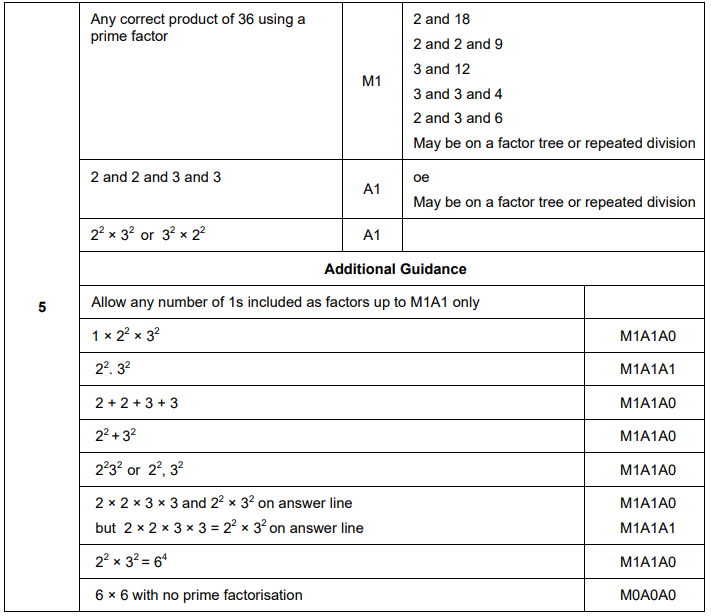 Any correct product of 36 using a
prime factor
M1
2 and 18
2 and 2 and 9
3 and 12
3 and 3 and 4
2 and 3 and 6
May be on a factor tree or repeated division
2 and 2 and 3 and 3
A1
oe
May be on a factor tree or repeated division
2² × 3² or 3² × 2²
A1
Additional Guidance
5
Allow any number of 1s included as factors up to M1A1 only
1 × 2² × 3²
M1A1A0
2². 3²
M1A1A1
2 + 2 + 3 + 3
M1A1A0
2² + 3²
M1A1A0
2²3² or 2², 3²
M1A1A0
2 × 2 × 3 × 3 and 2² × 3² on answer line
M1A1A0
but 2 × 2 × 3 × 3 = 2² × 3² on answer line
M1A1A1
2² × 3² = 6⁴
M1A1A0
6 × 6 with no prime factorisation
M0A0A0